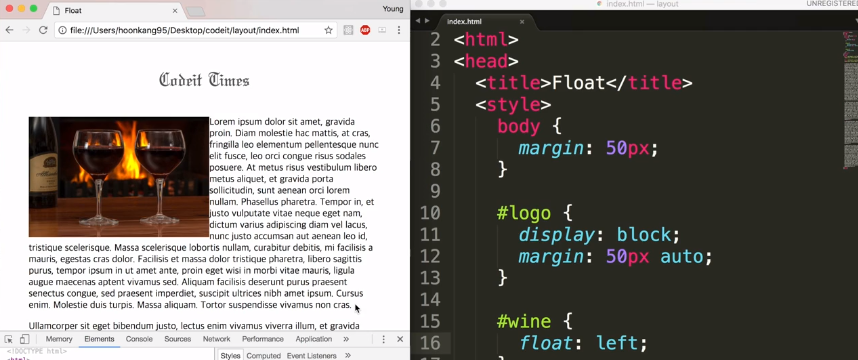 Float
Young
file:///Users/hoonkang95/Desktop/codeit/layout/index.html
Codeit Times
Lorem ipsum dolor sit amet, gravida
proin. Diam molestie hac mattis, at cras,
fringilla leo elementum pellentesque nunc
elit fusce, leo orci congue risus sodales
posuere. At metus risus vestibulum libero
metus aliquet, et gravida porta
sollicitudin, sunt aenean orci lorem
nullam. Phasellus pharetra. Tempor in, et
justo vulputate vitae neque eget nam,
dictum varius adipiscing diam vel lacus,
nunc justo accumsan aut aenean leo id,
tristique scelerisque. Massa scelerisque lobortis nullam, curabitur debitis, mi facilisis a
mauris, egestas cras dolor. Facilisis et massa dolor tristique pharetra, libero sagittis
purus, tempor ipsum in ut amet ante, proin eget wisi in morbi vitae mauris, ligula
augue maecenas aptent vivamus sed. Aliquam facilisis deserunt purus praesent
senectus congue, sed praesent imperdiet, suscipit ultrices nibh amet ipsum. Cursus
enim. Molestie duis turpis. Massa aliquam. Tortor suspendisse vivamus non cras.
Ullamcorper sit eget bibendum justo, lectus enim vivamus viverra illum, et gravida
Memory Elements Console Sources Network Performance Application »
<!DOCTYPE html>
<html>
Styles Computed Event Listeners »
index.html — layout
UNREGISTERE
index.html
2 <html>
3 <head>
4 <title>Float</title>
5 <style>
6 body {
7 margin: 50px;
8 }
9
10 #logo {
11 display: block;
12 margin: 50px auto;
13 }
14
15 #wine {
16 float: left;